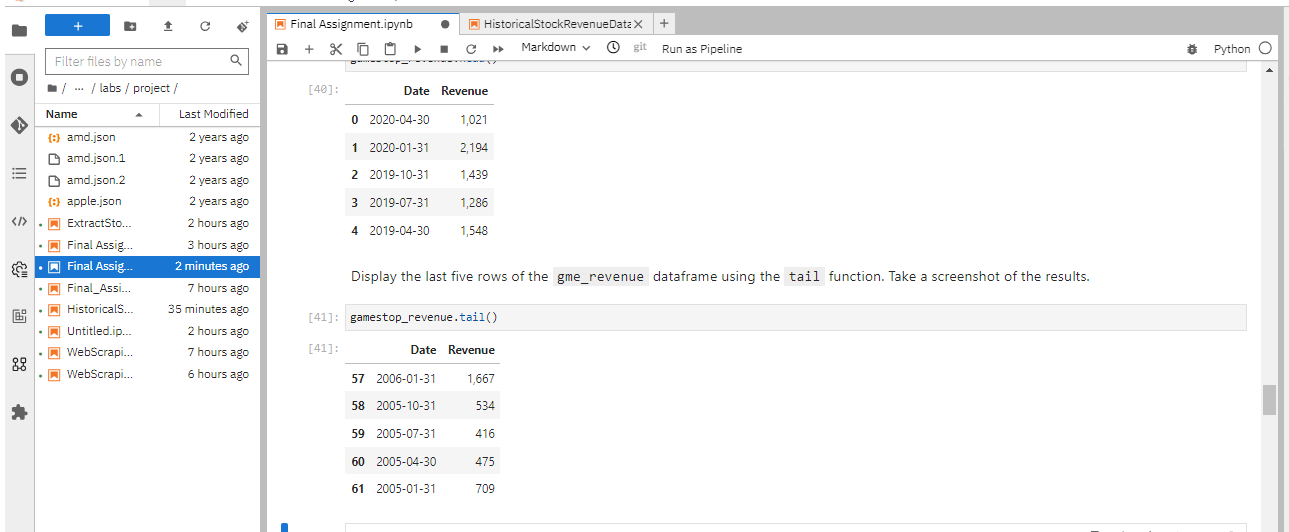 Final Assignment.ipynb
HistoricalStockRevenueData
Filter files by name
Markdown
git
Run as Pipeline
Python
/ ... / labs / project /
Name Last Modified
amd.json 2 years ago
amd.json.1 2 years ago
amd.json.2 2 years ago
apple.json 2 years ago
ExtractSto... 2 hours ago
Final Assig... 3 hours ago
Final Assig... 2 minutes ago
Final_Assi... 7 hours ago
HistoricalS... 35 minutes ago
Untitled.ip... 2 hours ago
WebScrapi... 7 hours ago
WebScrapi... 6 hours ago
gamestop_revenue.head()
[40]:
Date Revenue
0 2020-04-30 1,021
1 2020-01-31 2,194
2 2019-10-31 1,439
3 2019-07-31 1,286
4 2019-04-30 1,548
Display the last five rows of the gme_revenue dataframe using the tail function. Take a screenshot of the results.
[41]: gamestop_revenue.tail()
[41]:
Date Revenue
57 2006-01-31 1,667
58 2005-10-31 534
59 2005-07-31 416
60 2005-04-30 475
61 2005-01-31 709